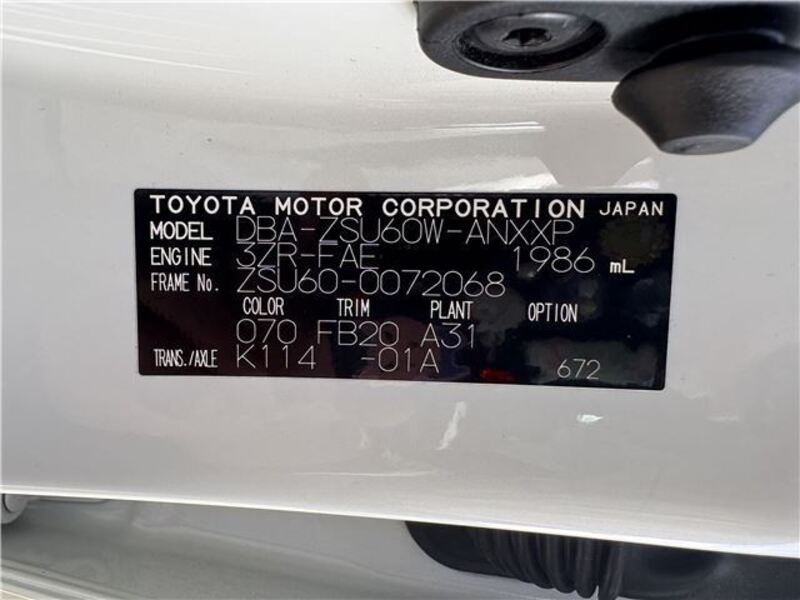 TOYOTA MOTOR CORPORATION JAPAN
MODEL DBA-ZSU60W-ANXXP
ENGINE 3ZR-FAE 1986 mL
FRAME No. ZSU60-0072068
COLOR TRIM PLANT OPTION
070 FB20 A31
TRANS./AXLE K114 -01A 672